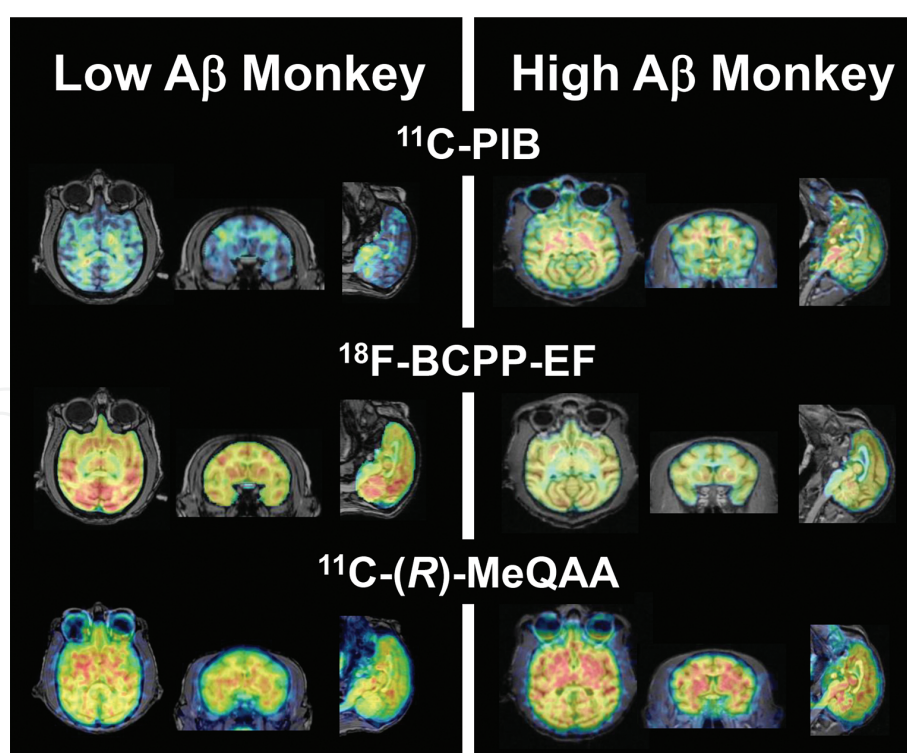 Low Aβ Monkey
High Aβ Monkey
¹¹C-PIB
¹⁸F-BCPP-EF
¹¹C-(R)-MeQAA